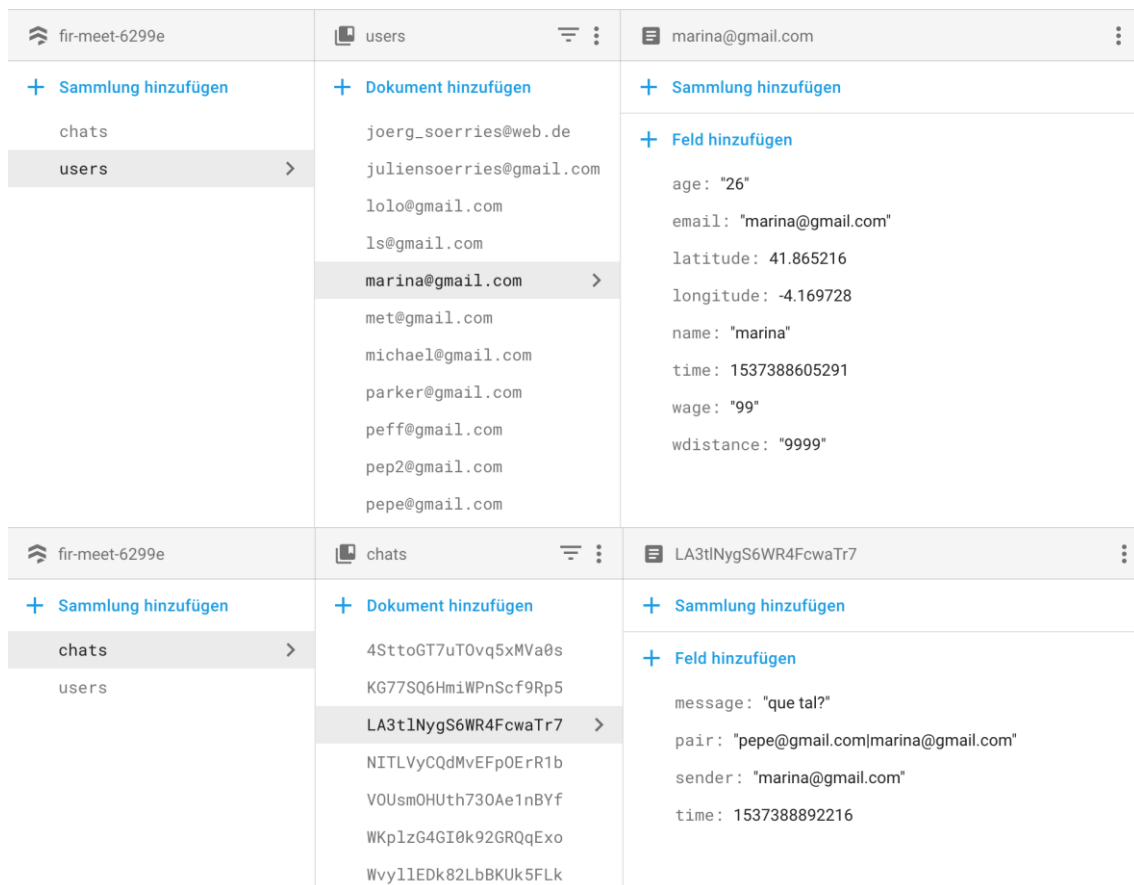 fir-meet-6299e
users
marina@gmail.com
Sammlung hinzufügen
Dokument hinzufügen
Sammlung hinzufügen
chats
users
joerg_soerries@web.de
juliensoerries@gmail.com
lolo@gmail.com
ls@gmail.com
marina@gmail.com
met@gmail.com
michael@gmail.com
parker@gmail.com
peff@gmail.com
pep2@gmail.com
pepe@gmail.com
Feld hinzufügen
age: "26"
email: "marina@gmail.com"
latitude: 41.865216
longitude: -4.169728
name: "marina"
time: 1537388605291
wage: "99"
wdistance: "9999"
fir-meet-6299e
chats
LA3tlNygS6WR4FcwaTr7
Sammlung hinzufügen
Dokument hinzufügen
Sammlung hinzufügen
chats
users
4SttoGT7uTOvq5xMVa0s
KG77SQ6HmiWPnScf9Rp5
LA3tlNygS6WR4FcwaTr7
NITLVyCQdMvEFpOErR1b
VOUsmOHUth73OAe1nBYf
WKplzG4GI0k92GRQqExo
WvyllEDk82LbBKUk5FLk
Feld hinzufügen
message: "que tal?"
pair: "pepe@gmail.com|marina@gmail.com"
sender: "marina@gmail.com"
time: 1537388892216